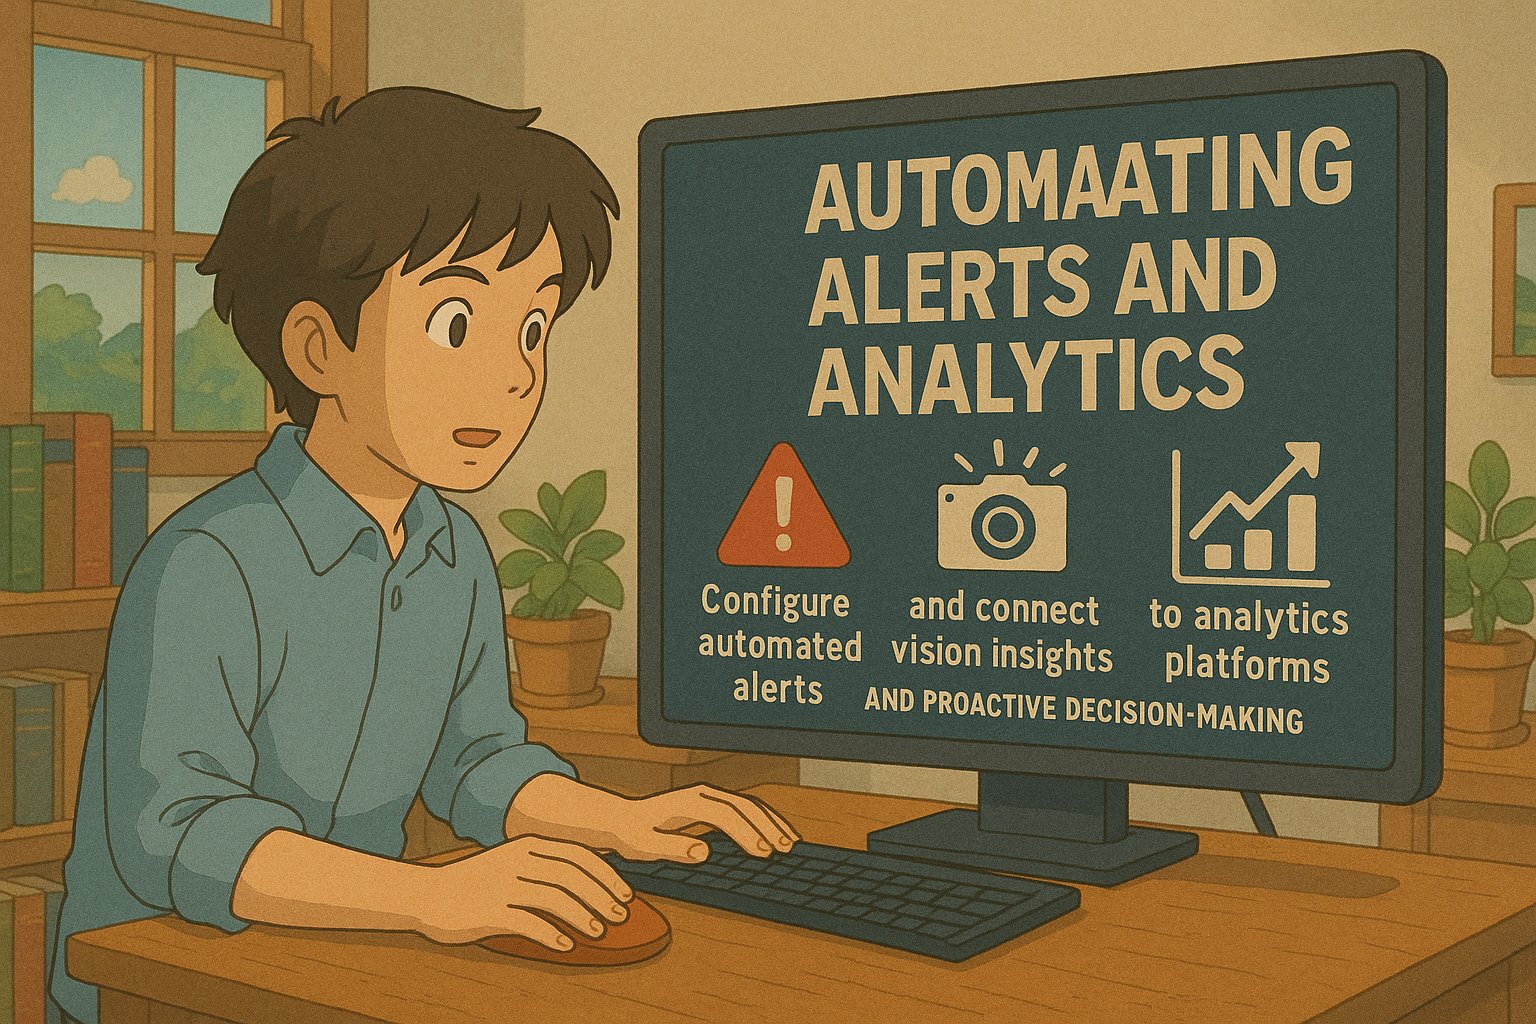 AUTOMAATING
ALERTS AND
ANALYTICS
Configure
automated
alerts
and connect
vision insights
to analytics
platforms
AND PROACTIVE DECISION-MAKING